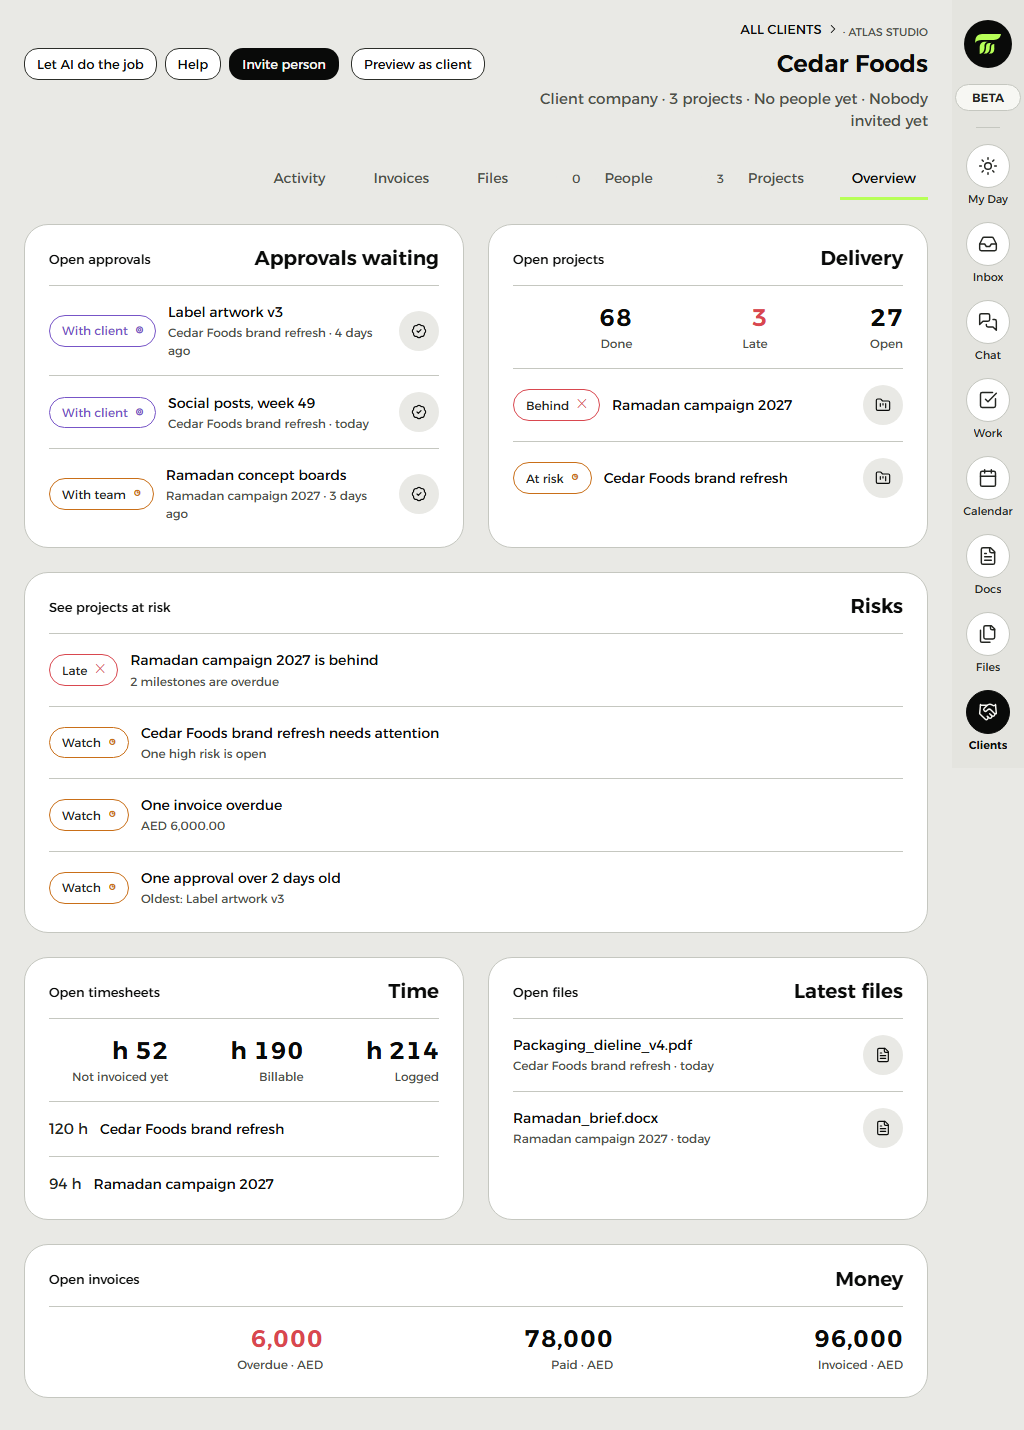 ALL CLIENTS
· ATLAS STUDIO
Cedar Foods
Client company · 3 projects · No people yet · Nobody
invited yet
Let AI do the job
Help
Invite person
Preview as client
Overview
Projects
3
People
0
Files
Invoices
Activity
BETA
My Day
Inbox
Chat
Work
Calendar
Docs
Files
Clients
Delivery
Open projects
27
Open
3
Late
68
Done
Behind
Ramadan campaign 2027
At risk
Cedar Foods brand refresh
Approvals waiting
Open approvals
With client
Label artwork v3
Cedar Foods brand refresh · 4 days
ago
With client
Social posts, week 49
Cedar Foods brand refresh · today
With team
Ramadan concept boards
Ramadan campaign 2027 · 3 days
ago
Risks
See projects at risk
Late
Ramadan campaign 2027 is behind
2 milestones are overdue
Watch
Cedar Foods brand refresh needs attention
One high risk is open
Watch
One invoice overdue
AED 6,000.00
Watch
One approval over 2 days old
Oldest: Label artwork v3
Latest files
Open files
Packaging_dieline_v4.pdf
Cedar Foods brand refresh · today
Ramadan_brief.docx
Ramadan campaign 2027 · today
Time
Open timesheets
h 214
Logged
h 190
Billable
h 52
Not invoiced yet
120 h
Cedar Foods brand refresh
94 h
Ramadan campaign 2027
Money
Open invoices
96,000
Invoiced · AED
78,000
Paid · AED
6,000
Overdue · AED